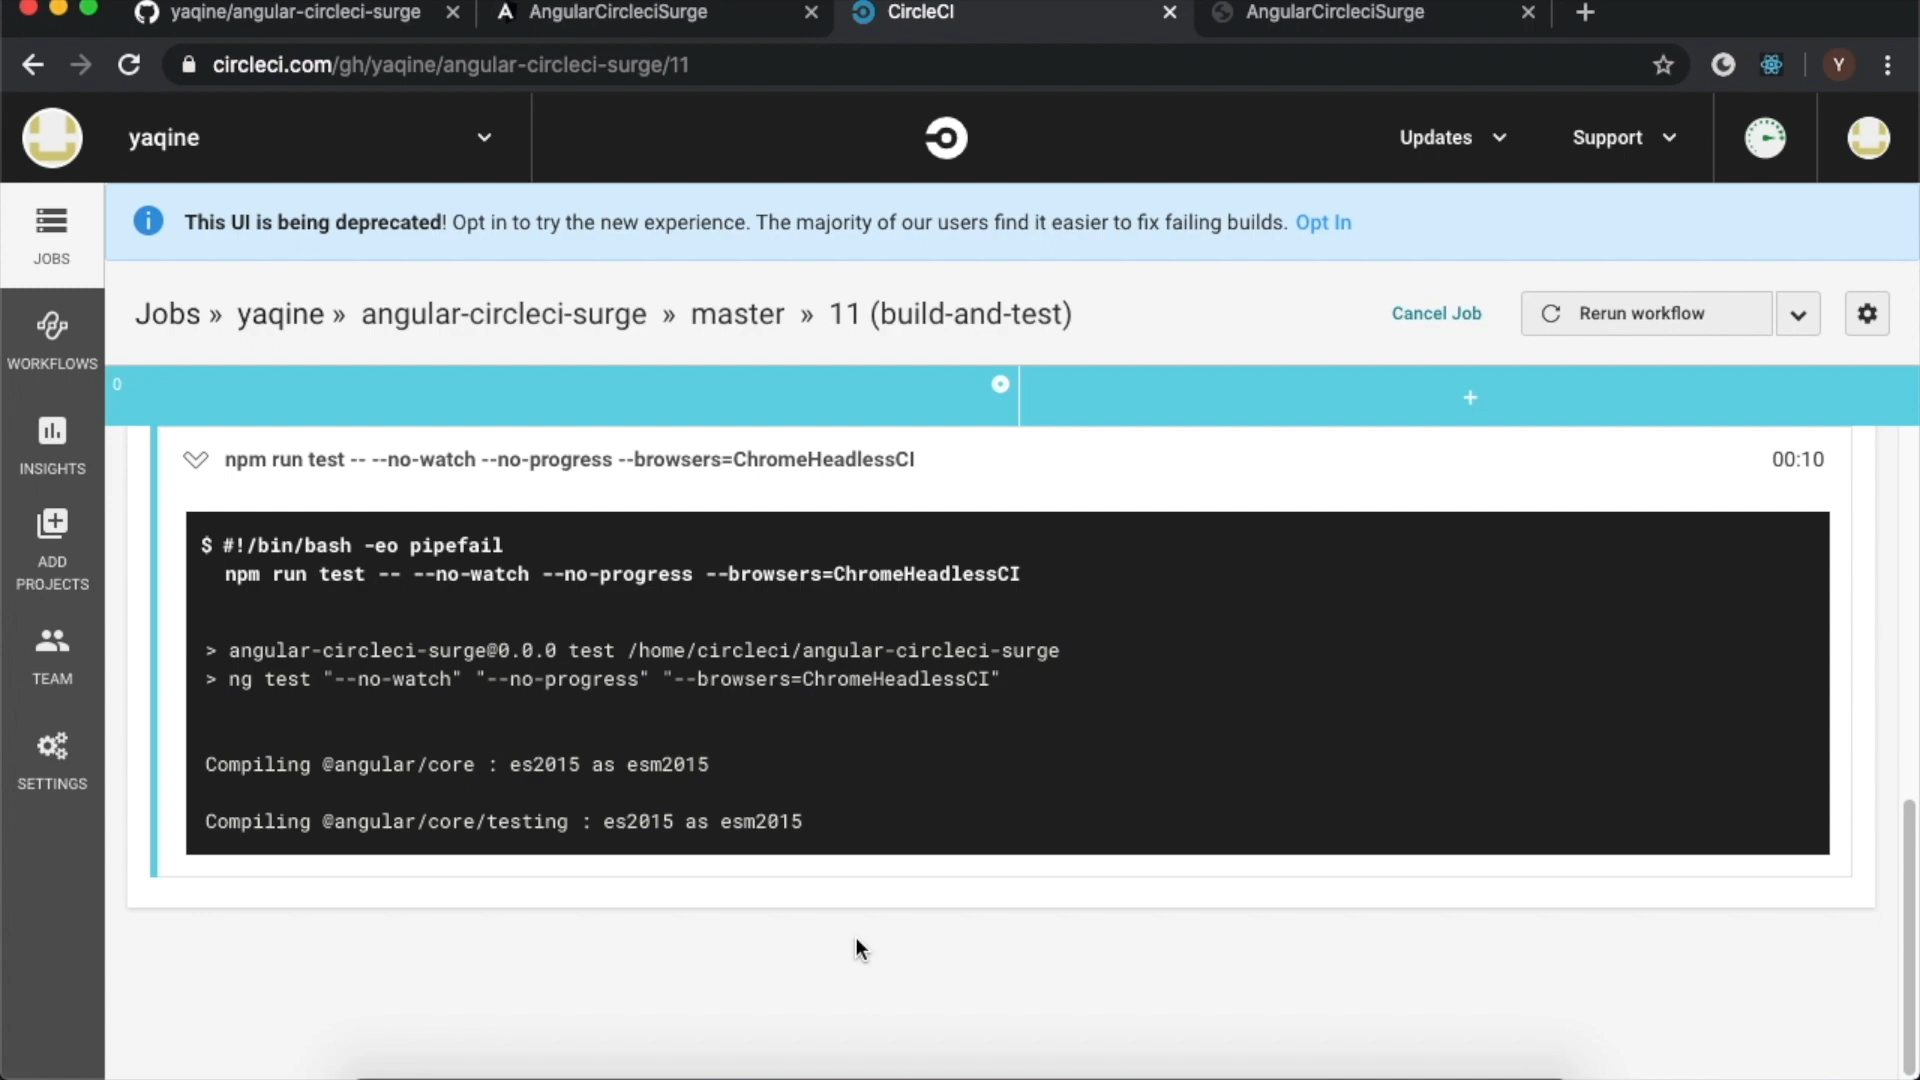 yaqine/angular-circleci-surge
AngularCircleciSurge
CircleCI
AngularCircleciSurge
circleci.com/gh/yaqine/angular-circleci-surge/11
Y
yaqine
Updates
Support
JOBS
This UI is being deprecated! Opt in to try the new experience. The majority of our users find it easier to fix failing builds. Opt In
Jobs » yaqine » angular-circleci-surge » master » 11 (build-and-test)
Cancel Job
Rerun workflow
WORKFLOWS
0
INSIGHTS
npm run test -- --no-watch --no-progress --browsers=ChromeHeadlessCI
00:10
ADD
PROJECTS
$ #!/bin/bash -eo pipefail
npm run test -- --no-watch --no-progress --browsers=ChromeHeadlessCI
> angular-circleci-surge@0.0.0 test /home/circleci/angular-circleci-surge
> ng test "--no-watch" "--no-progress" "--browsers=ChromeHeadlessCI"
TEAM
Compiling @angular/core : es2015 as esm2015
SETTINGS
Compiling @angular/core/testing : es2015 as esm2015